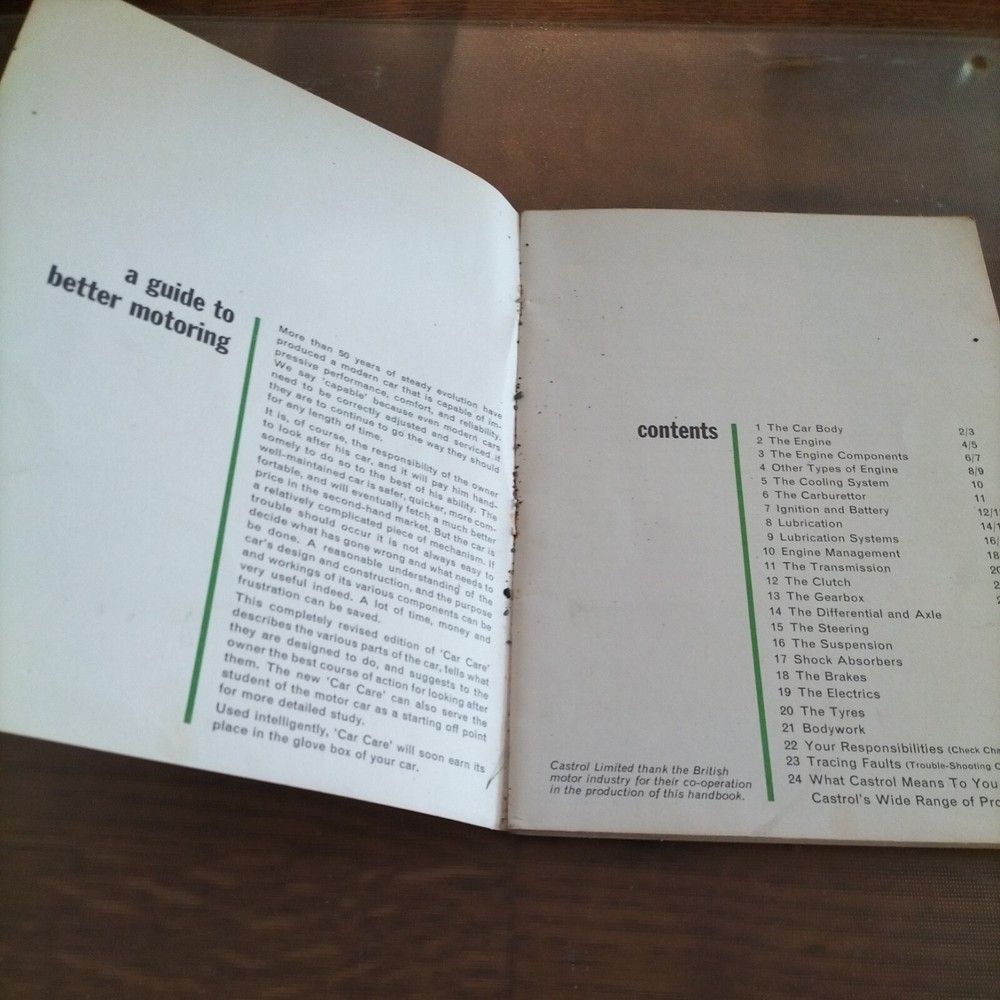 a guide to
better motoring
More than 50 years of steady evolution have
produced a modern car that is capable of im-
pressive performance, comfort, and reliability.
We say 'capable' because even modern cars
need to be correctly adjusted and serviced if
they are to continue to go the way they should
for any length of time.
It is, of course, the responsibility of the owner
to look after his car, and it will pay him hand-
somely to do so to the best of his ability. The
well-maintained car is safer, quicker, more com-
fortable, and will eventually fetch a much better
price in the second-hand market. But the car is
a relatively complicated piece of mechanism. If
trouble should occur it is not always easy to
decide what has gone wrong and what needs to
be done. A reasonable understanding of the
car's design and construction, and the purpose
and workings of its various components can be
very useful indeed. A lot of time, money and
frustration can be saved.
This completely revised edition of 'Car Care'
describes the various parts of the car, tells what
they are designed to do, and suggests to the
owner the best course of action for looking after
them. The new 'Car Care' can also serve the
student of the motor car as a starting off point
for more detailed study.
Used intelligently, 'Car Care' will soon earn its
place in the glove box of your car.
contents
1 The Car Body 2/3
2 The Engine 4/5
3 The Engine Components 6/7
4 Other Types of Engine 8/9
5 The Cooling System 10
6 The Carburettor 11
7 Ignition and Battery 12/1
8 Lubrication 14/1
9 Lubrication Systems 16/
10 Engine Management 18
11 The Transmission 20
12 The Clutch 2
13 The Gearbox 2
14 The Differential and Axle
15 The Steering
16 The Suspension
17 Shock Absorbers
18 The Brakes
19 The Electrics
20 The Tyres
21 Bodywork
22 Your Responsibilities (Check Cha
23 Tracing Faults (Trouble-Shooting C
24 What Castrol Means To You
Castrol's Wide Range of Pro
Castrol Limited thank the British
motor industry for their co-operation
in the production of this handbook.